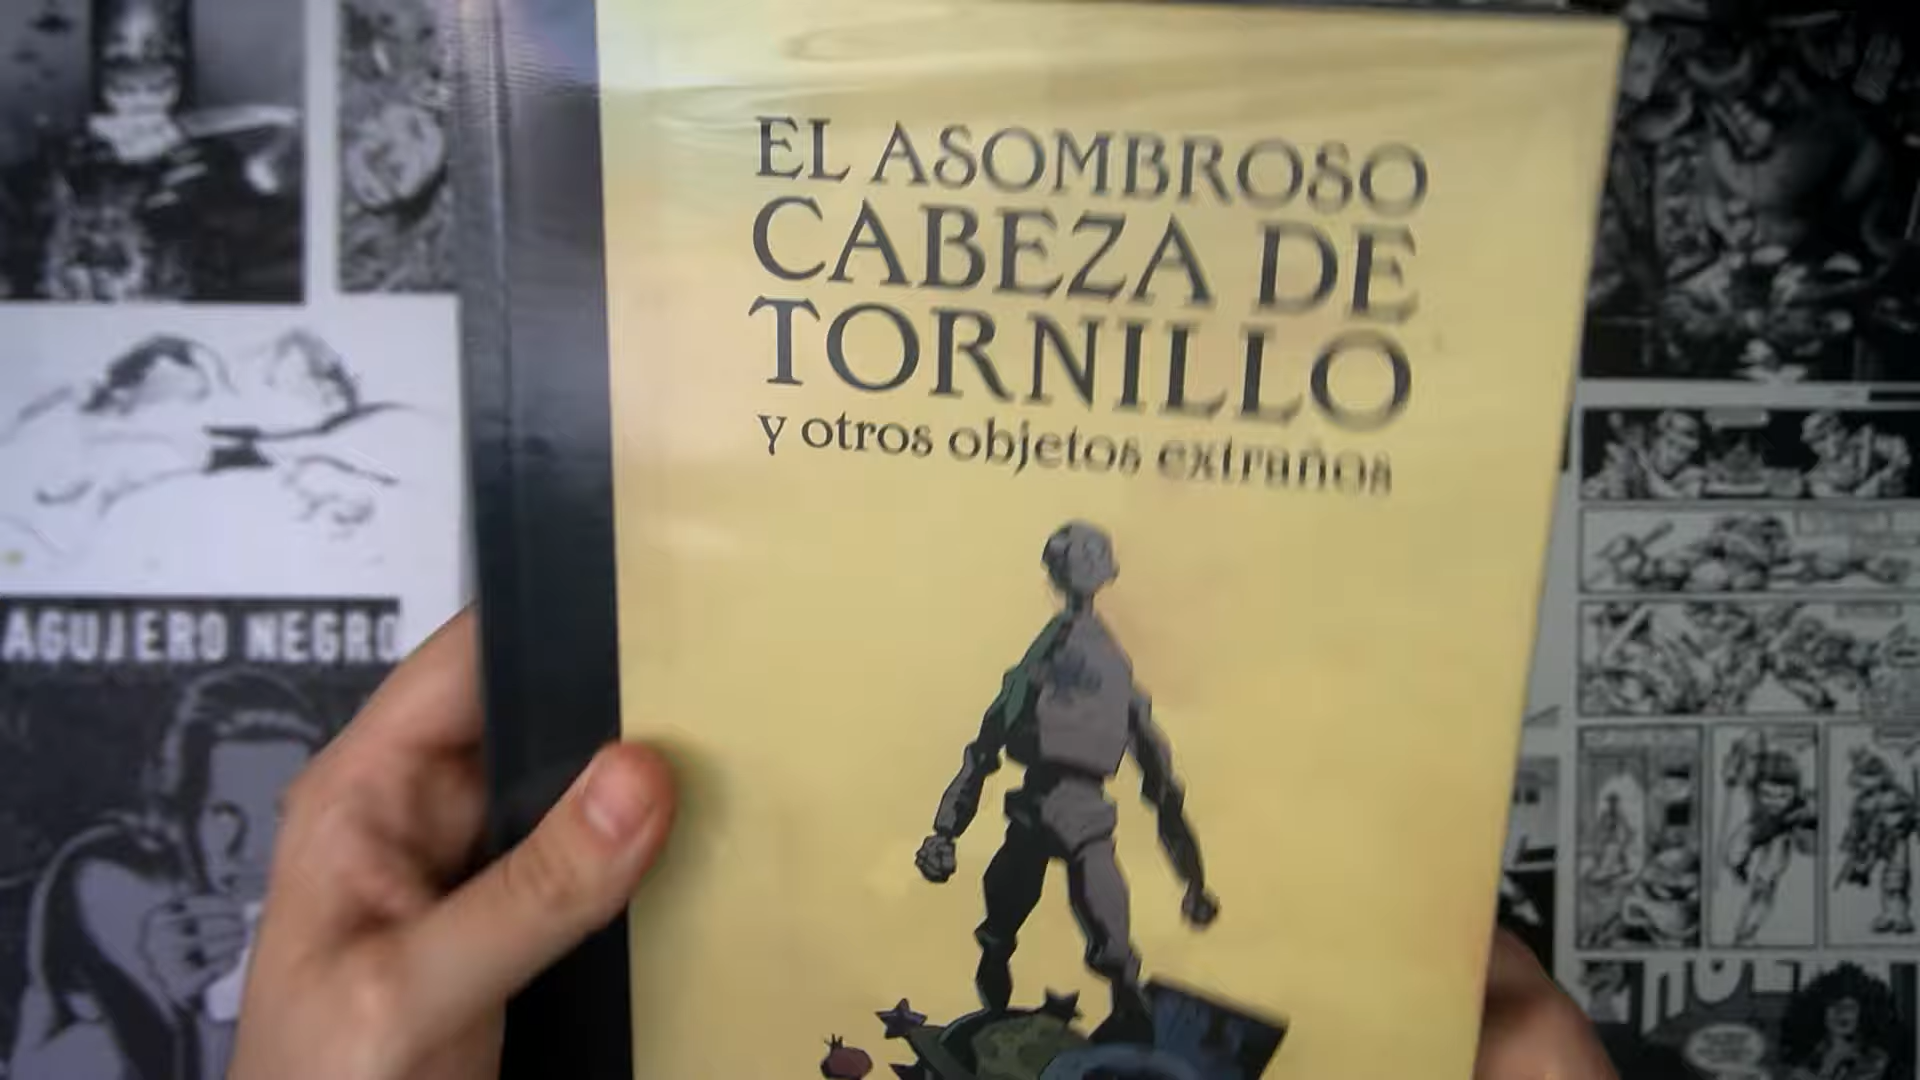 EL ASOMBROSO
CABEZA DE
TORNILLO
y otros objetos extraños
AGUJERO NEGRO